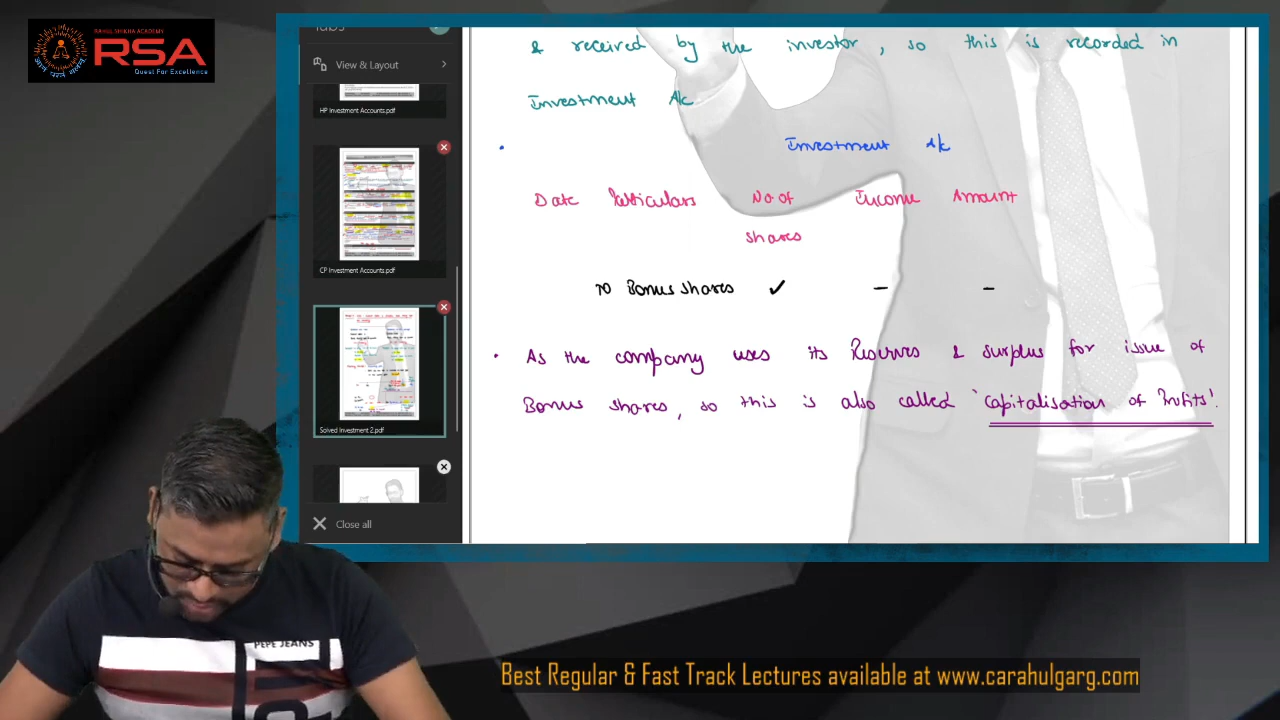 RAHUL SHIKHA ACADEMY
RSA
Quest For Excellence
View & Layout
HP Investment Accounts.pdf
CP Investment Accounts.pdf
Solved Investment 2.pdf
Close all
& received by the investor, so this is recorded in
Investment A/c
• Investment A/c
Date Particulars No of Income Amount
shares
To Bonus shares ✓ – –
• As the company uses its Reserves & surplus for issue of
Bonus shares, so this is also called 'Capitalisation of Profits'.
PEPE JEANS
Best Regular & Fast Track Lectures available at www.carahulgarg.com